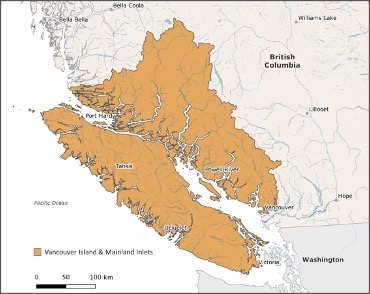 Bella Coola
Bella Bella
Williams Lake
British
Columbia
Port Hardy
Lillooet
Tahsis
Powell River
Hope
Pacific Ocean
Vancouver
Vancouver Island & Mainland Inlets
Victoria
Washington
0 50 100 km